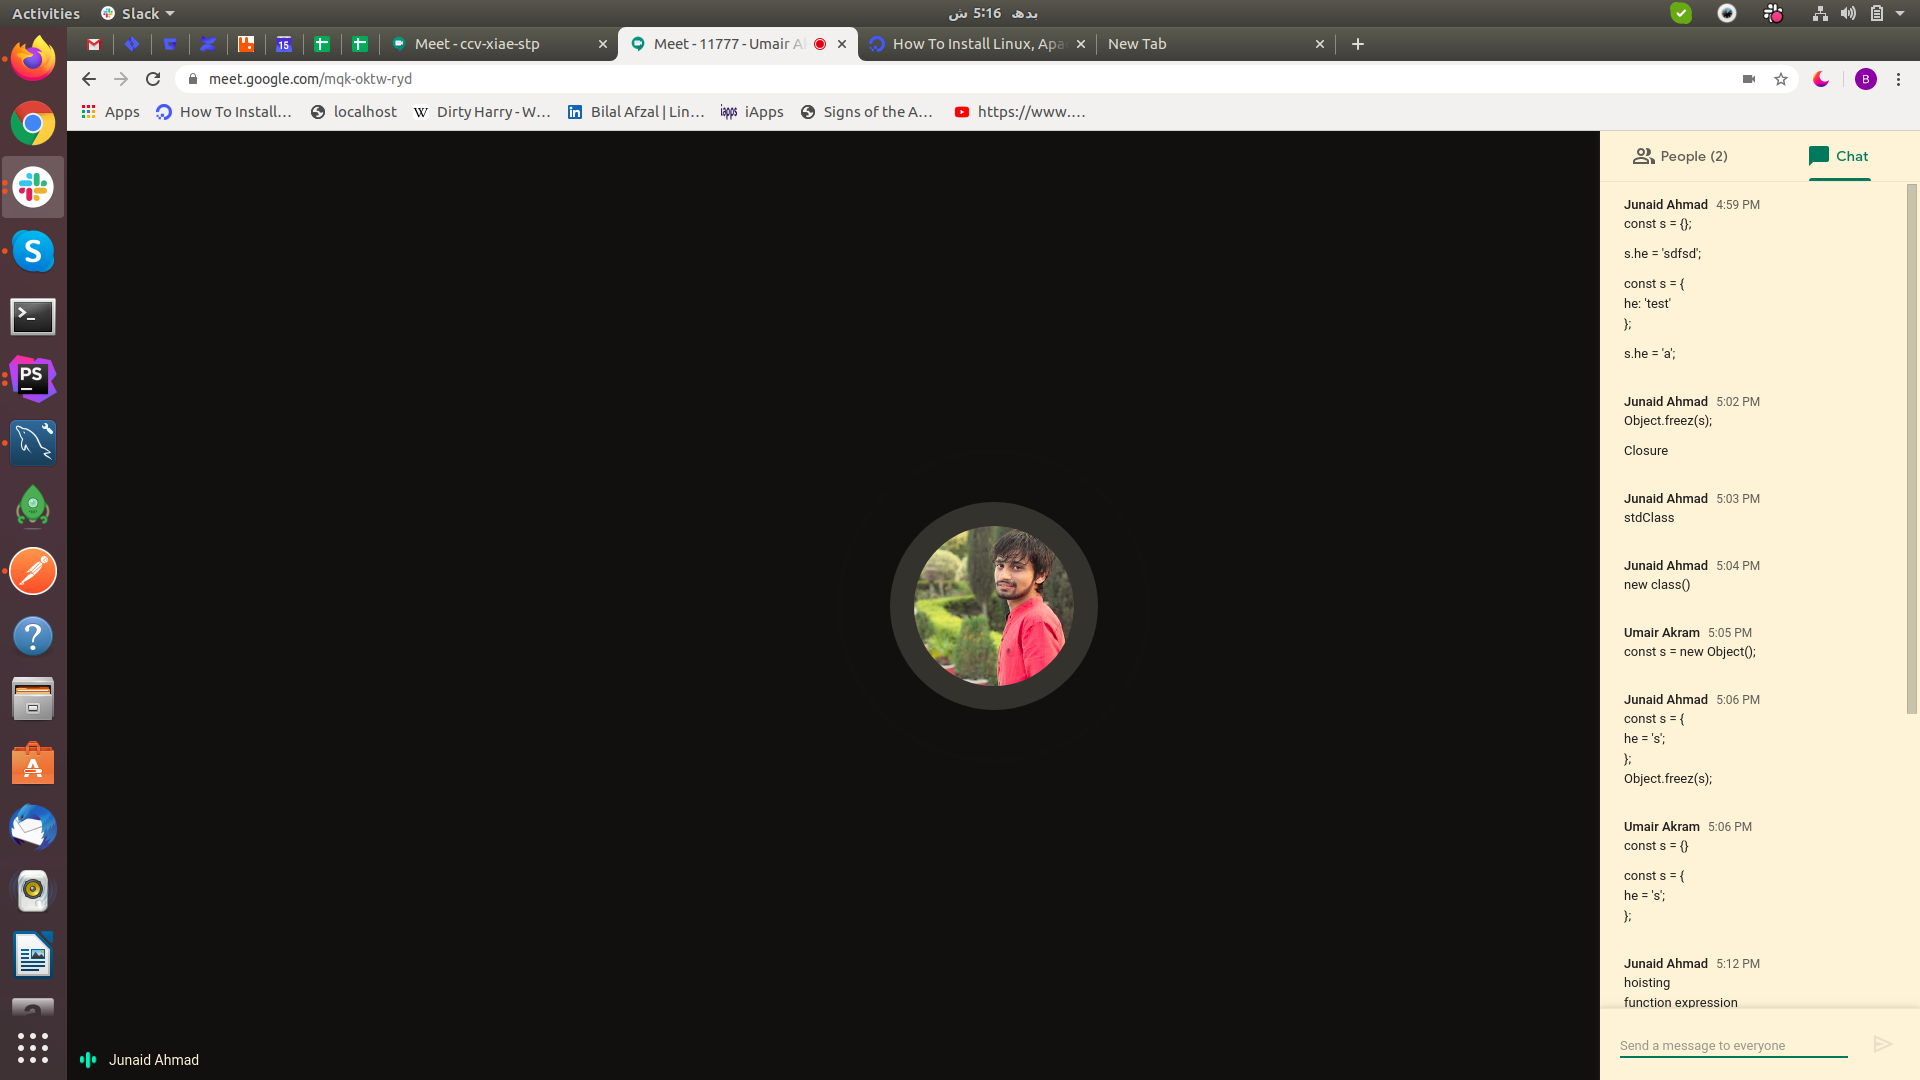 Activities
Slack
بدھ 5:16 ش
15
Meet - ccv-xiae-stp
Meet - 11777 - Umair A
How To Install Linux, Apa
New Tab
meet.google.com/mqk-oktw-ryd
B
Apps
How To Install...
localhost
W
Dirty Harry - W...
in
Bilal Afzal | Lin...
iapps
iApps
Signs of the A...
https://www....
S
>_
PS
?
A
People (2)
Chat
Junaid Ahmad 4:59 PM
const s = {};
s.he = 'sdfsd';
const s = {
he: 'test'
};
s.he = 'a';
Junaid Ahmad 5:02 PM
Object.freez(s);
Closure
Junaid Ahmad 5:03 PM
stdClass
Junaid Ahmad 5:04 PM
new class()
Umair Akram 5:05 PM
const s = new Object();
Junaid Ahmad 5:06 PM
const s = {
he = 's';
};
Object.freez(s);
Umair Akram 5:06 PM
const s = {}
const s = {
he = 's';
};
Junaid Ahmad 5:12 PM
hoisting
function expression
Send a message to everyone
Junaid Ahmad